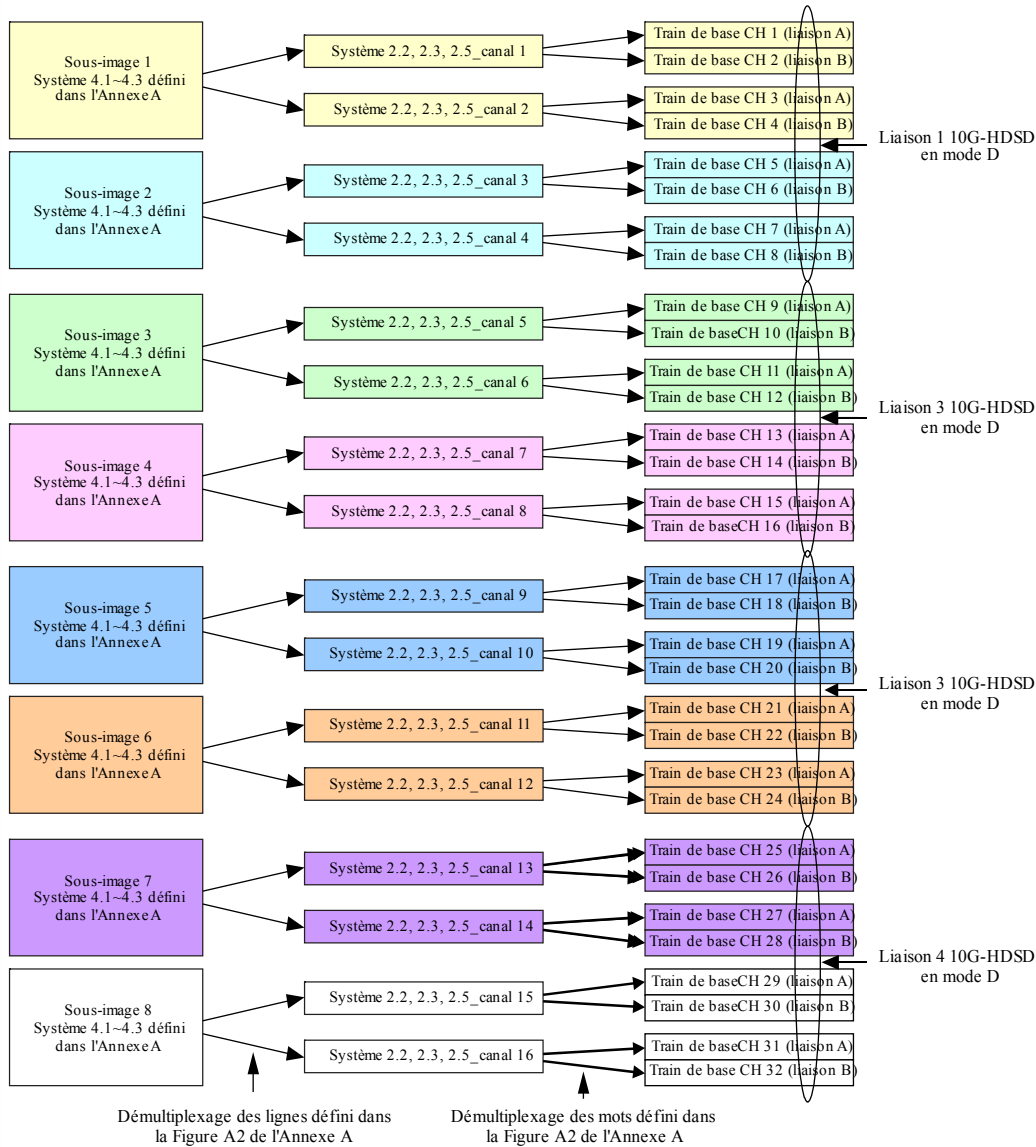 Sous-image 1
Système 4.1~4.3 défini
dans l'Annexe A
Système 2.2, 2.3, 2.5_canal 1
Train de base CH 1 (liaison A)
Train de base CH 2 (liaison B)
Système 2.2, 2.3, 2.5_canal 2
Train de base CH 3 (liaison A)
Train de base CH 4 (liaison B)
Liaison 1 10G-HDSD
en mode D
Sous-image 2
Système 4.1~4.3 défini
dans l'Annexe A
Système 2.2, 2.3, 2.5_canal 3
Train de base CH 5 (liaison A)
Train de base CH 6 (liaison B)
Système 2.2, 2.3, 2.5_canal 4
Train de base CH 7 (liaison A)
Train de base CH 8 (liaison B)
Sous-image 3
Système 4.1~4.3 défini
dans l'Annexe A
Système 2.2, 2.3, 2.5_canal 5
Train de base CH 9 (liaison A)
Train de baseCH 10 (liaison B)
Système 2.2, 2.3, 2.5_canal 6
Train de base CH 11 (liaison A)
Train de base CH 12 (liaison B)
Liaison 3 10G-HDSD
en mode D
Sous-image 4
Système 4.1~4.3 défini
dans l'Annexe A
Système 2.2, 2.3, 2.5_canal 7
Train de base CH 13 (liaison A)
Train de base CH 14 (liaison B)
Système 2.2, 2.3, 2.5_canal 8
Train de base CH 15 (liaison A)
Train de baseCH 16 (liaison B)
Sous-image 5
Système 4.1~4.3 défini
dans l'Annexe A
Système 2.2, 2.3, 2.5_canal 9
Train de base CH 17 (liaison A)
Train de base CH 18 (liaison B)
Système 2.2, 2.3, 2.5_canal 10
Train de base CH 19 (liaison A)
Train de base CH 20 (liaison B)
Liaison 3 10G-HDSD
en mode D
Sous-image 6
Système 4.1~4.3 défini
dans l'Annexe A
Système 2.2, 2.3, 2.5_canal 11
Train de base CH 21 (liaison A)
Train de base CH 22 (liaison B)
Système 2.2, 2.3, 2.5_canal 12
Train de base CH 23 (liaison A)
Train de base CH 24 (liaison B)
Sous-image 7
Système 4.1~4.3 défini
dans l'Annexe A
Système 2.2, 2.3, 2.5_canal 13
Train de base CH 25 (liaison A)
Train de base CH 26 (liaison B)
Système 2.2, 2.3, 2.5_canal 14
Train de base CH 27 (liaison A)
Train de base CH 28 (liaison B)
Liaison 4 10G-HDSD
en mode D
Sous-image 8
Système 4.1~4.3 défini
dans l'Annexe A
Système 2.2, 2.3, 2.5_canal 15
Train de baseCH 29 (liaison A)
Train de base CH 30 (liaison B)
Système 2.2, 2.3, 2.5_canal 16
Train de baseCH 31 (liaison A)
Train de base CH 32 (liaison B)
Démultiplexage des lignes défini dans
la Figure A2 de l'Annexe A
Démultiplexage des mots défini dans
la Figure A2 de l'Annexe A